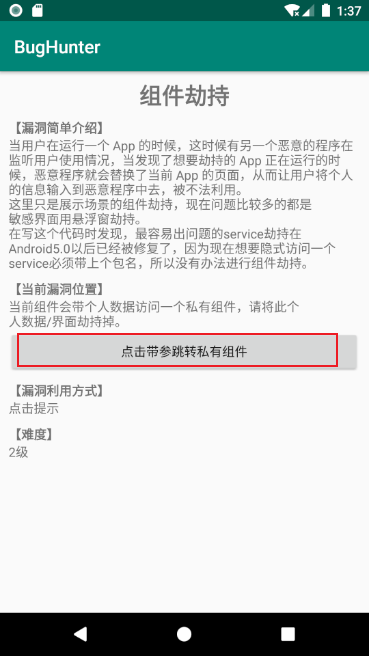 1:37
BugHunter
组件劫持
【漏洞简单介绍】
当用户在运行一个 App 的时候，这时候有另一个恶意的程序在
监听用户使用情况，当发现了想要劫持的 App 正在运行的时
候，恶意程序就会替换了当前 App 的页面，从而让用户将个人
的信息输入到恶意程序中去，被不法利用。
这里只是展示场景的组件劫持，现在问题比较多的都是
敏感界面用悬浮窗劫持。
在写这个代码时发现，最容易出问题的service劫持在
Android5.0以后已经被修复了，因为现在想要隐式访问一个
service必须带上个包名，所以没有办法进行组件劫持。
【当前漏洞位置】
当前组件会带个人数据访问一个私有组件，请将此个
人数据/界面劫持掉。
点击带参跳转私有组件
【漏洞利用方式】
点击提示
【难度】
2级